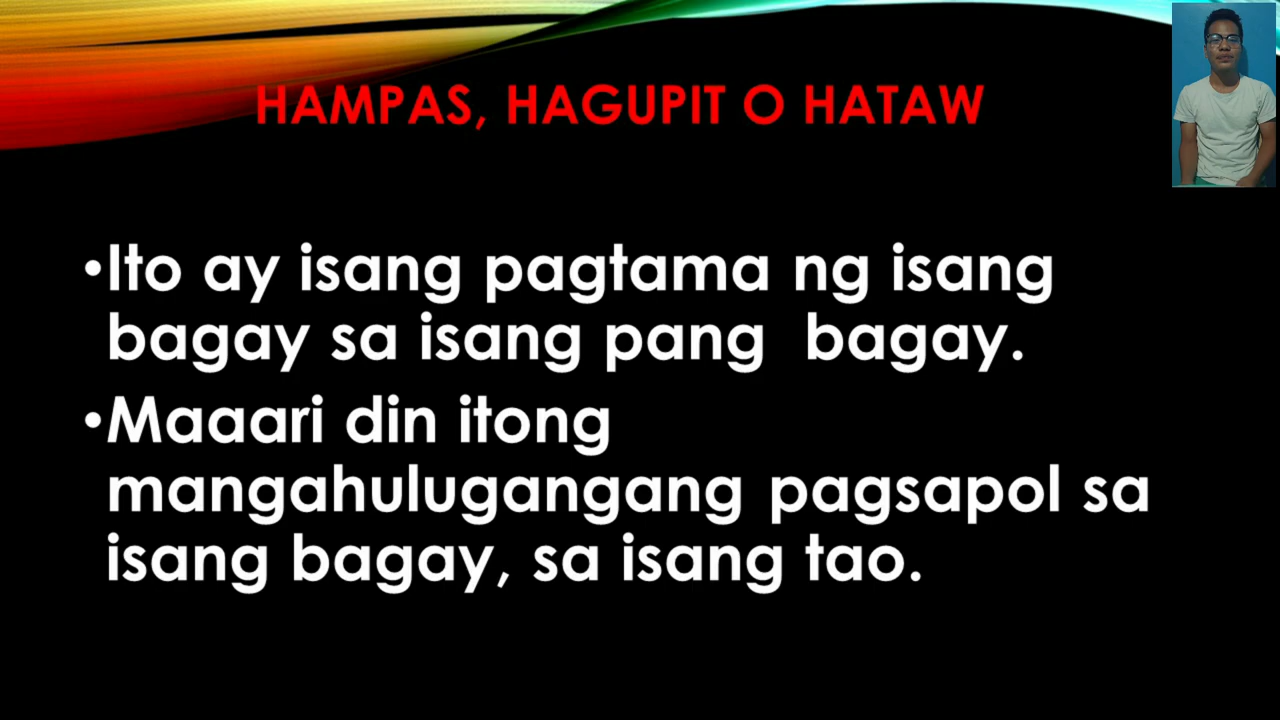 HAMPAS, HAGUPIT O HATAW
•Ito ay isang pagtama ng isang
bagay sa isang pang  bagay.
•Maaari din itong
mangahulugangang pagsapol sa
isang bagay, sa isang tao.